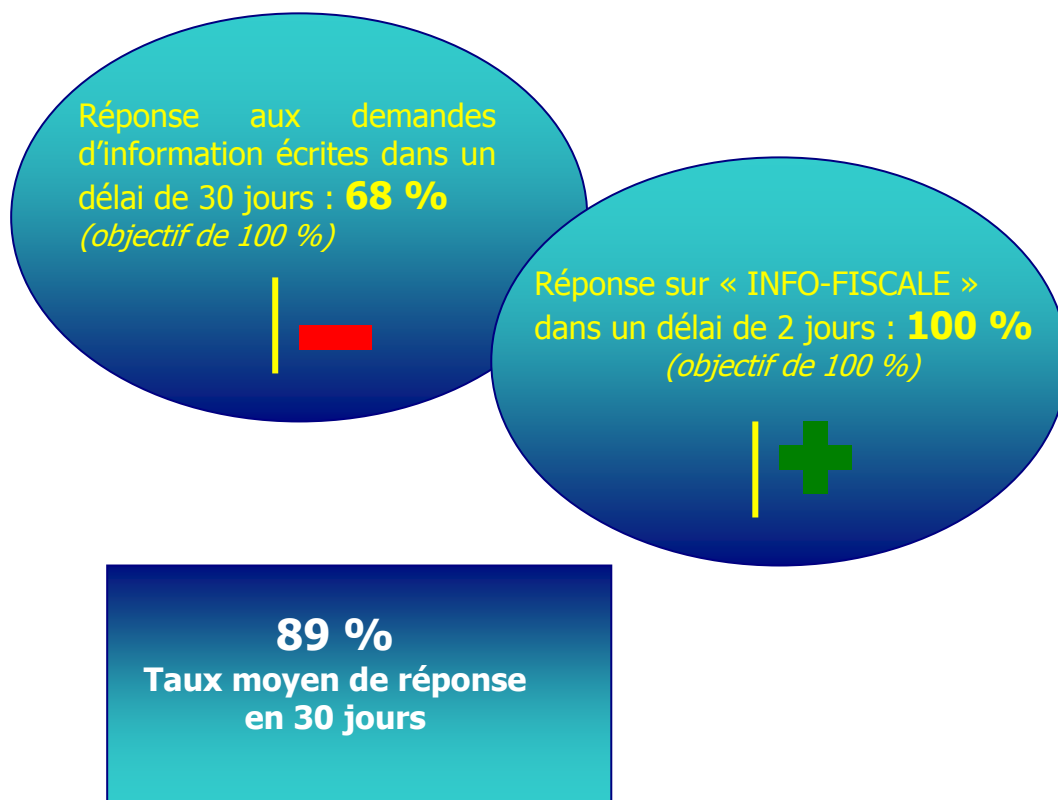 Réponse aux demandes
d’information écrites dans un
délai de 30 jours : 68 %
(objectif de 100 %)
Réponse sur « INFO-FISCALE »
dans un délai de 2 jours : 100 %
(objectif de 100 %)
89 %
Taux moyen de réponse
en 30 jours